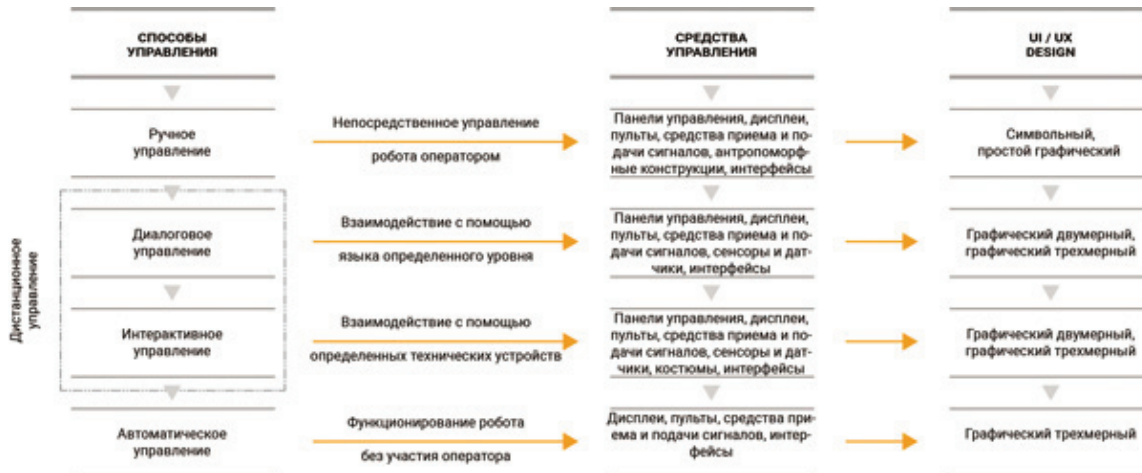 СПОСОБЫ
УПРАВЛЕНИЯ
СРЕДСТВА
УПРАВЛЕНИЯ
UI / UX
DESIGN
Ручное
управление
Непосредственное управление
робота оператором
Панели управления, дисплеи,
пульты, средства приема и по-
дачи сигналов, антропоморф-
ные конструкции, интерфейсы
Символьный,
простой графический
Дистанционное
управление
Диалоговое
управление
Взаимодействие с помощью
языка определенного уровня
Панели управления, дисплеи,
пульты, средства приема и по-
дачи сигналов, сенсоры и дат-
чики, интерфейсы
Графический двумерный,
графический трехмерный
Интерактивное
управление
Взаимодействие с помощью
определенных технических устройств
Панели управления, дисплеи,
пульты, средства приема и по-
дачи сигналов, сенсоры и дат-
чики, костюмы, интерфейсы
Графический двумерный,
графический трехмерный
Автоматическое
управление
Функционирование робота
без участия оператора
Дисплеи, пульты, средства при-
ема и подачи сигналов, интер-
фейсы
Графический трехмерный